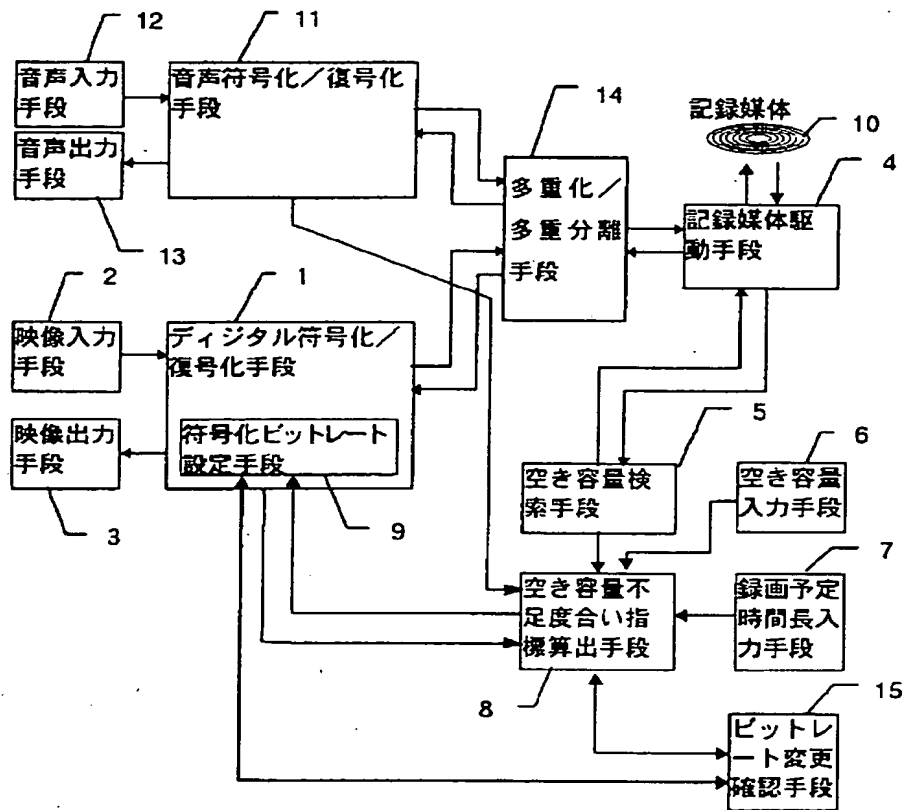 12
11
音声入力
手段
音声符号化／復号化
手段
14
記録媒体
10
音声出力
手段
多重化／
多重分離
手段
4
記録媒体駆
動手段
13
2
1
映像入力
手段
ディジタル符号化／
復号化手段
5
6
映像出力
手段
符号化ビットレート
設定手段
空き容量検
索手段
空き容量
入力手段
3
9
7
空き容量不
足度合い指
標算出手段
録画予定
時間長入
力手段
8
15
ビットレ
ート変更
確認手段